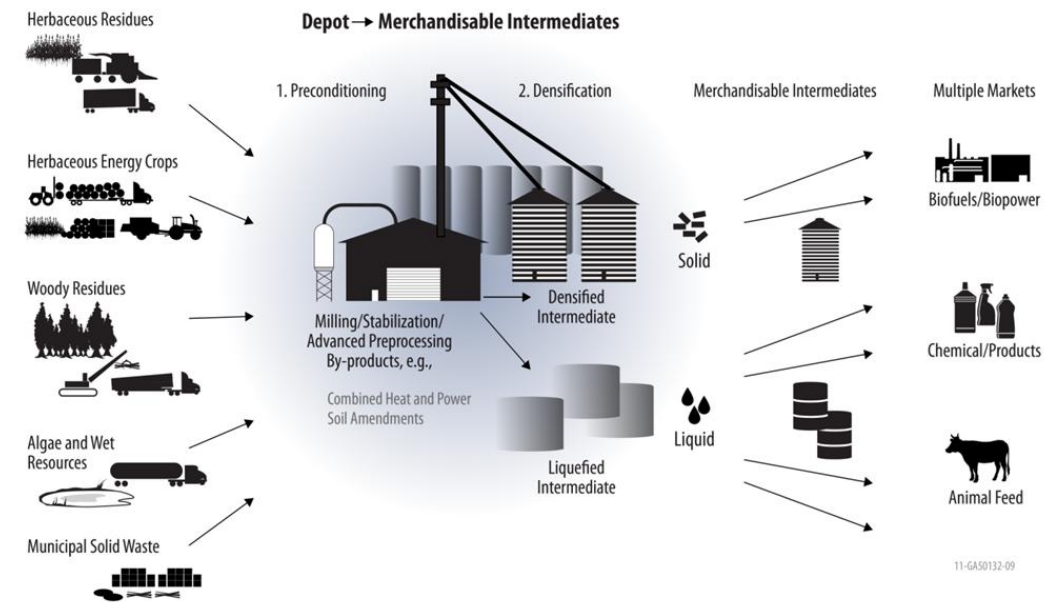 Herbaceous Residues
Herbaceous Energy Crops
Woody Residues
Algae and Wet
Resources
Municipal Solid Waste
Depot → Merchandisable Intermediates
1. Preconditioning
2. Densification
Milling/Stabilization/
Advanced Preprocessing
By-products, e.g.,
Combined Heat and Power
Soil Amendments
Densified
Intermediate
Liquefied
Intermediate
Merchandisable Intermediates
Solid
Liquid
Multiple Markets
Biofuels/Biopower
Chemical/Products
Animal Feed
11-GA50132-09